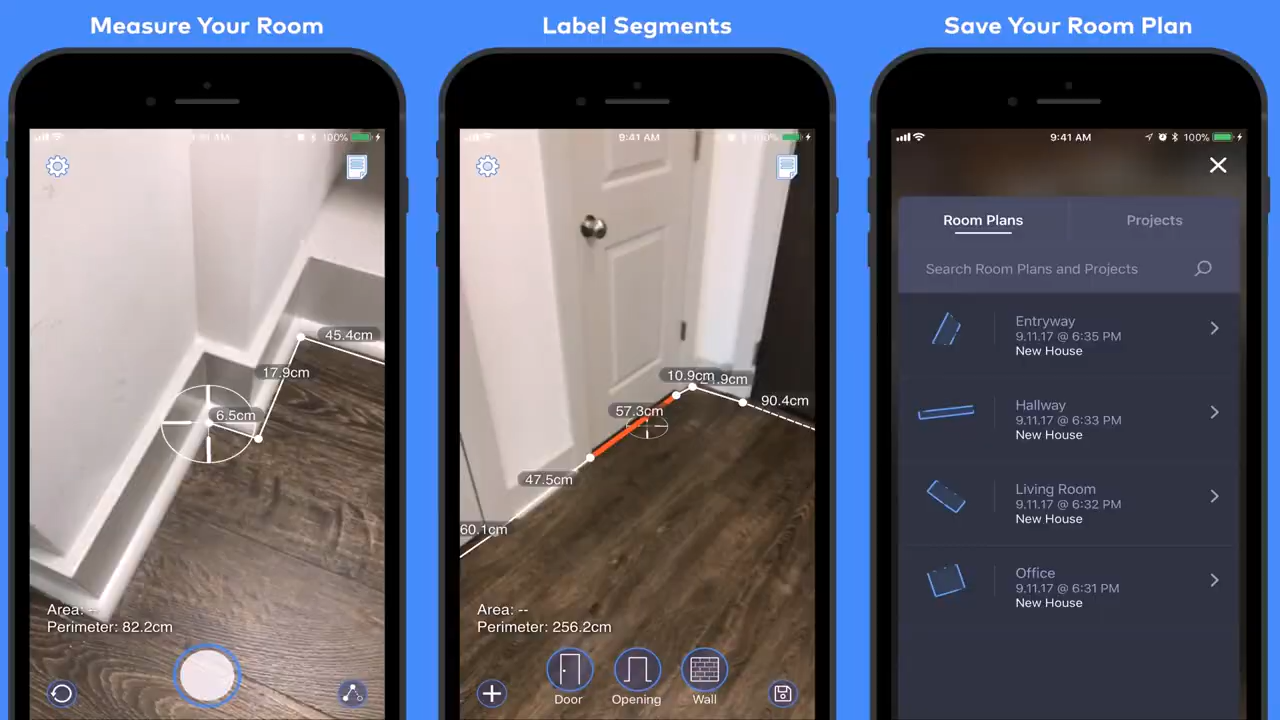 Measure Your Room
100%
45.4cm
17.9cm
6.5cm
Area: --
Perimeter: 82.2cm
Label Segments
9:41 AM
100%
10.9cm
57.3cm
90.4cm
47.5cm
60.1cm
Area: --
Perimeter: 256.2cm
Door
Opening
Wall
Save Your Room Plan
9:41 AM
100%
Room Plans
Projects
Search Room Plans and Projects
Entryway
9.11.17 @ 6:35 PM
New House
Hallway
9.11.17 @ 6:33 PM
New House
Living Room
9.11.17 @ 6:32 PM
New House
Office
9.11.17 @ 6:31 PM
New House